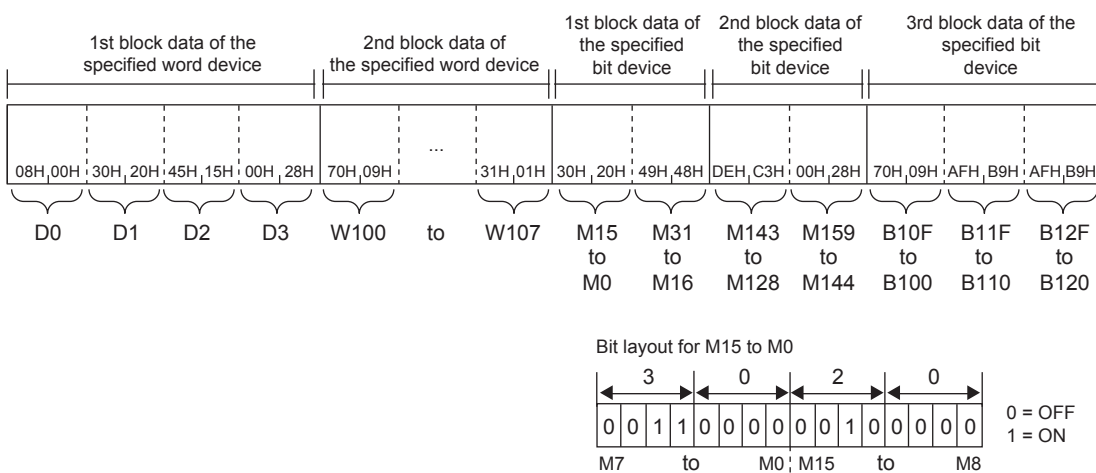 1st block data of the
specified word device
2nd block data of
the specified word device
1st block data of
the specified
bit device
2nd block data of
the specified
bit device
3rd block data of the
specified bit
device
08H 00H 30H 20H 45H 15H 00H 28H 70H 09H ... 31H 01H 30H 20H 49H 48H DEH C3H 00H 28H 70H 09H AFH B9H AFH B9H
D0 D1 D2 D3 W100 to W107 M15 M31 M143 M159 B10F B11F B12F
to to to to to to to
M0 M16 M128 M144 B100 B110 B120
Bit layout for M15 to M0
3 0 2 0
0 0 1 1 0 0 0 0 0 0 1 0 0 0 0 0
0 = OFF
1 = ON
M7 to M0 M15 to M8